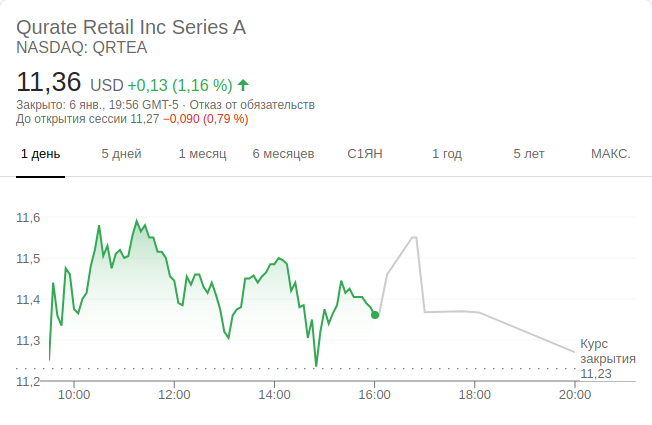 Qurate Retail Inc Series A
NASDAQ: QRTEA
11,36 USD +0,13 (1,16 %)
Закрыто: 6 янв., 19:56 GMT-5 · Отказ от обязательств
До открытия сессии 11,27 −0,090 (0,79 %)
1 день 5 дней 1 месяц 6 месяцев С1ЯН 1 год 5 лет МАКС.
11,6
11,5
11,4
11,3
11,2
Курс
закрытия
11,23
10:00 12:00 14:00 16:00 18:00 20:00